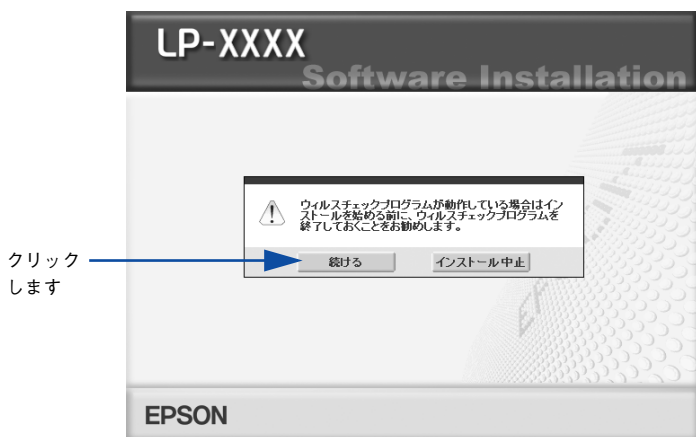 LP-XXXX
Software Installation
ウィルスチェックプログラムが動作している場合はイン
ストールを始める前に、ウィルスチェックプログラムを
終了しておくことをお勧めします。
クリック
します
続ける
インストール中止
EPSON